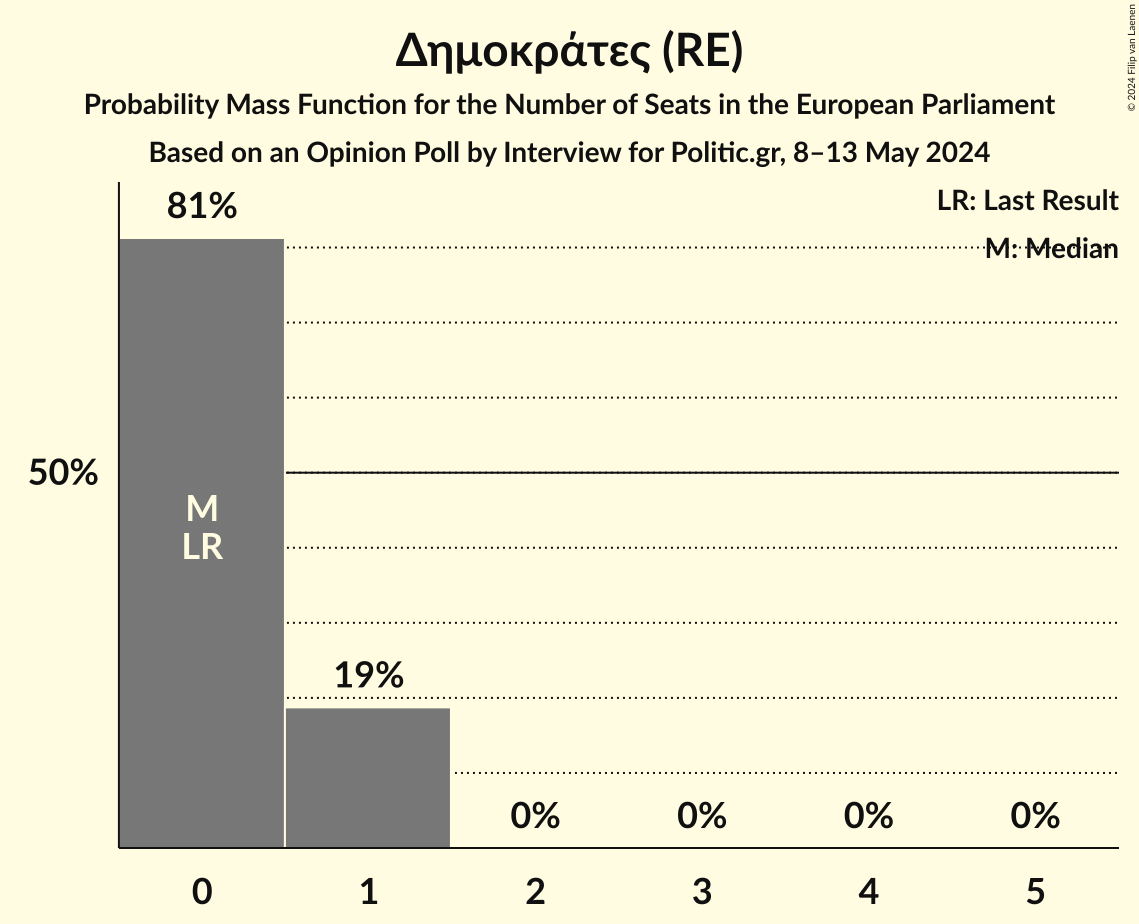 Δημοκράτες (RE)
Probability Mass Function for the Number of Seats in the European Parliament
Based on an Opinion Poll by Interview for Politic.gr, 8–13 May 2024
© 2024 Filip van Laenen
LR: Last Result
M: Median
81%
50%
M
LR
19%
0%
0%
0%
0%
0
1
2
3
4
5